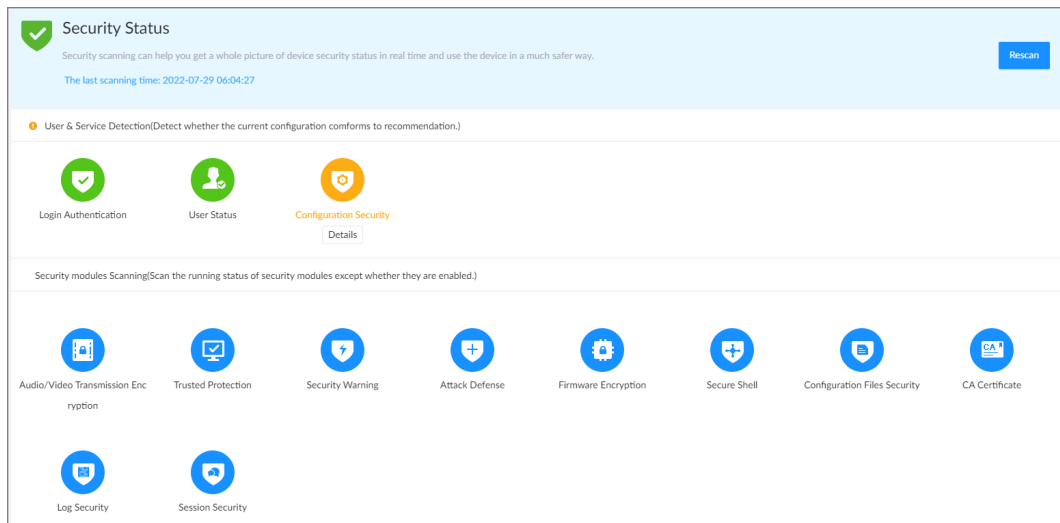 Security Status
Security scanning can help you get a whole picture of device security status in real time and use the device in a much safer way.
Rescan
The last scanning time: 2022-07-29 06:04:27
User & Service Detection(Detect whether the current configuration comforms to recommendation.)
Login Authentication
User Status
Configuration Security
Details
Security modules Scanning(Scan the running status of security modules except whether they are enabled.)
CA
Audio/Video Transmission Enc
ryption
Trusted Protection
Security Warning
Attack Defense
Firmware Encryption
Secure Shell
Configuration Files Security
CA Certificate
Log Security
Session Security